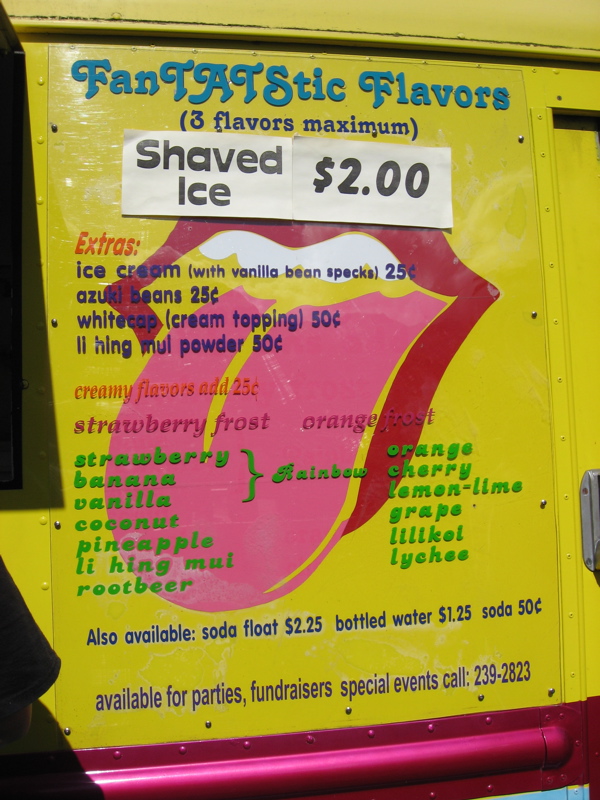 FanTATStic Flavors
(3 flavors maximum)
Shaved Ice $2.00
Extras:
ice cream (with vanilla bean specks) 25¢
azuki beans 25¢
whitecap (cream topping) 50¢
li hing mui powder 50¢
creamy flavors add 25¢
strawberry frost orange frost
strawberry
banana
vanilla
} Rainbow
coconut
pineapple
li hing mui
rootbeer
orange
cherry
lemon-lime
grape
lilikoi
lychee
Also available: soda float $2.25 bottled water $1.25 soda 50¢
available for parties, fundraisers special events call: 239-2823